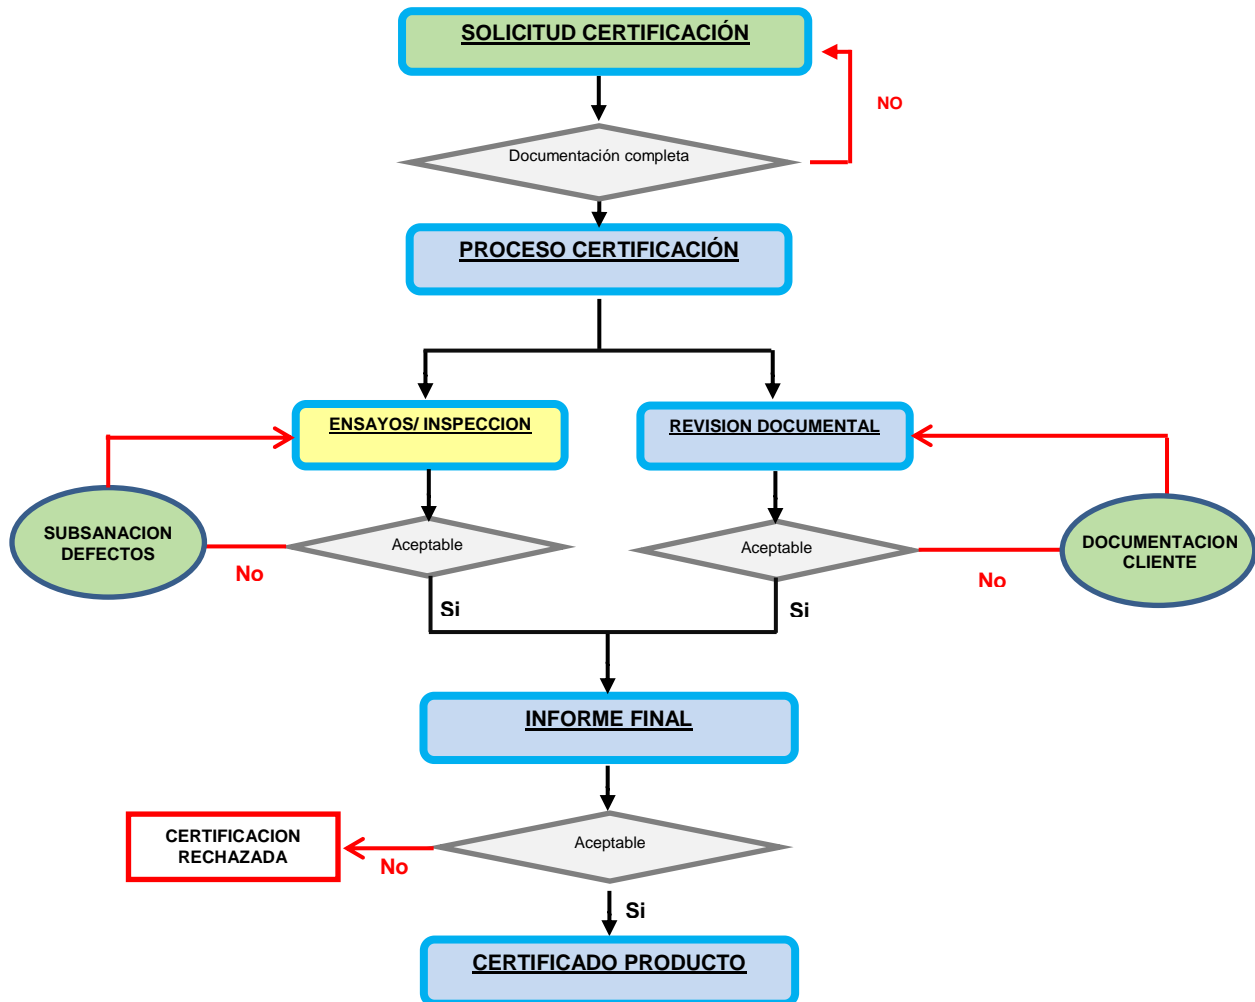 SOLICITUD CERTIFICACIÓN
NO
Documentación completa
PROCESO CERTIFICACIÓN
ENSAYOS/ INSPECCION
REVISION DOCUMENTAL
SUBSANACION
DEFECTOS
Aceptable
Aceptable
DOCUMENTACION
CLIENTE
No
No
Si
Si
INFORME FINAL
CERTIFICACION
RECHAZADA
Aceptable
No
Si
CERTIFICADO PRODUCTO